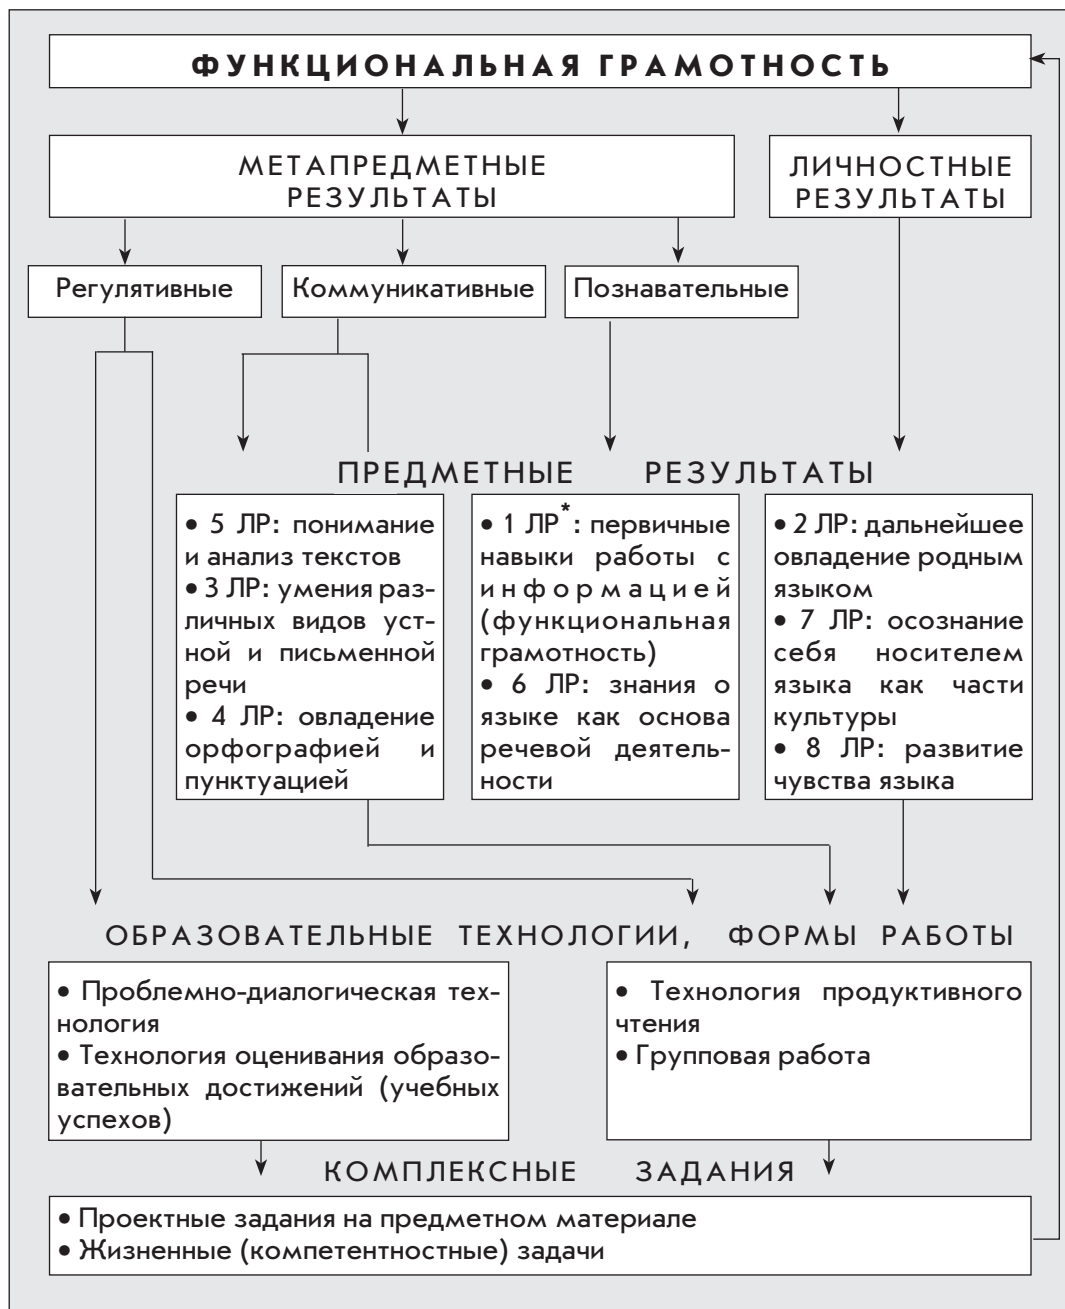 ФУНКЦИОНАЛЬНАЯ ГРАМОТНОСТЬ
МЕТАПРЕДМЕТНЫЕ
РЕЗУЛЬТАТЫ
ЛИЧНОСТНЫЕ
РЕЗУЛЬТАТЫ
Регулятивные
Коммуникативные
Познавательные
ПРЕДМЕТНЫЕ РЕЗУЛЬТАТЫ
• 5 ЛР: понимание
и анализ текстов
• 3 ЛР: умения раз-
личных видов уст-
ной и письменной
речи
• 4 ЛР: овладение
орфографией и
пунктуацией
• 1 ЛР*: первичные
навыки работы с
информацией
(функциональная
грамотность)
• 6 ЛР: знания о
языке как основа
речевой деятель-
ности
• 2 ЛР: дальнейшее
овладение родным
языком
• 7 ЛР: осознание
себя носителем
языка как части
культуры
• 8 ЛР: развитие
чувства языка
ОБРАЗОВАТЕЛЬНЫЕ ТЕХНОЛОГИИ, ФОРМЫ РАБОТЫ
• Проблемно-диалогическая тех-
нология
• Технология оценивания образо-
вательных достижений (учебных
успехов)
• Технология продуктивного
чтения
• Групповая работа
КОМПЛЕКСНЫЕ ЗАДАНИЯ
• Проектные задания на предметном материале
• Жизненные (компетентностные) задачи